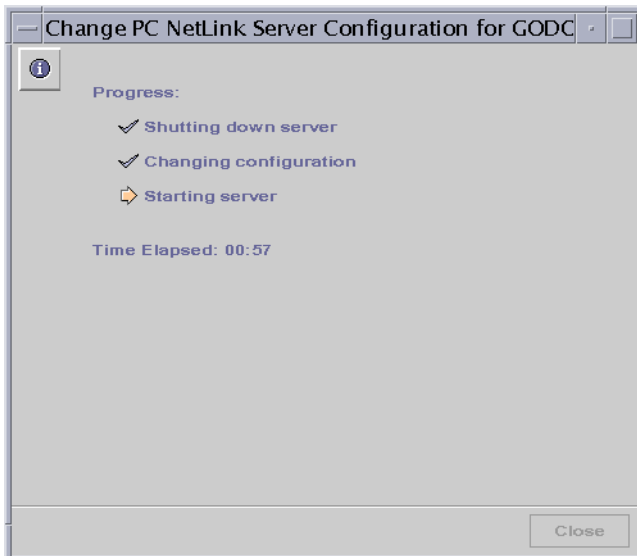 Change PC NetLink Server Configuration for GODC
Progress:
Shutting down server
Changing configuration
Starting server
Time Elapsed: 00:57
Close